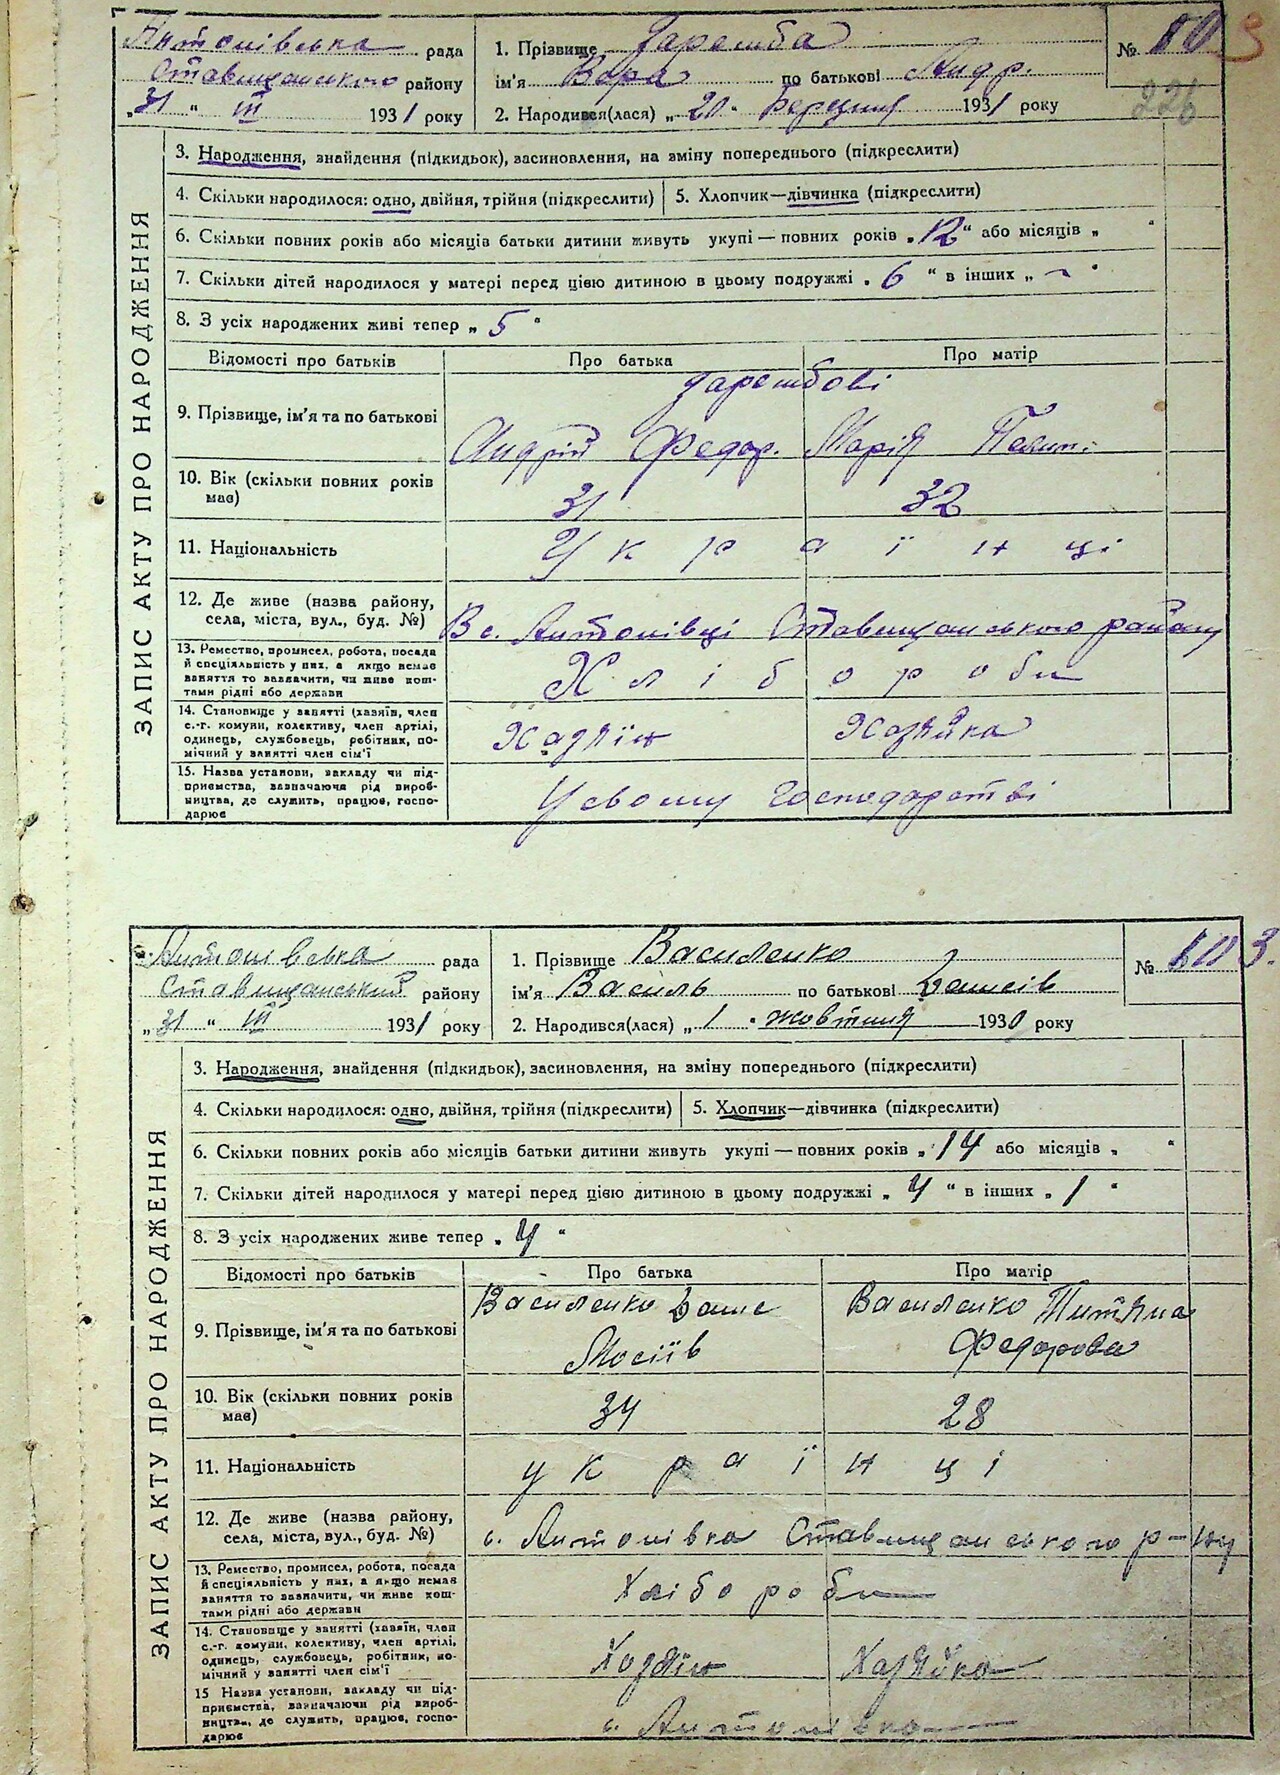 Антонівська рада
Ставищанського району
„31“ III 1931 року
1. Прізвище Заремба
ім'я Вара по батькові Андр.
2. Народився(лася) „20“ березня 1931 року
№
226
ЗАПИС АКТУ ПРО НАРОДЖЕННЯ
3. Народження, знайдення (підкидьок), засиновлення, на зміну попереднього (підкреслити)
4. Скільки народилося: одно, двійня, трійня (підкреслити) 5. Хлопчик—дівчинка (підкреслити)
6. Скільки повних років або місяців батьки дитини живуть укупі — повних років „12“ або місяців „ “
7. Скільки дітей народилося у матері перед цією дитиною в цьому подружжі „6“ в інших „-“
8. З усіх народжених живі тепер „5“
Відомості про батьків Про батька Про матір
Зарембові
9. Прізвище, ім'я та по батькові Андрій Федор. Марія
10. Вік (скільки повних років має) 31 32
11. Національність Українці
12. Де живе (назва району, села, міста, вул., буд. №) В с. Антонівці Ставищанського району
13. Ремество, промисел, робота, посада й спеціяльність у них, а якщо немає заняття то зазначити, чи живе коштами рідні або держави Хлібороби
14. Становище у занятті (хазяїн, член с.-г. комуни, колективу, член артілі, одинець, службовець, робітник, помічний у занятті член сім'ї Хазяїн Хазяйка
15. Назва установи, закладу чи підприємства, зазначаючи рід виробництва, де служить, працює, господарює У своому господарстві
Антонівська рада
Ставищанський району
„31“ III 1931 року
1. Прізвище Василенко
ім'я Василь по батькові
2. Народився(лася) „1“ жовтня 1930 року
№
ЗАПИС АКТУ ПРО НАРОДЖЕННЯ
3. Народження, знайдення (підкидьок), засиновлення, на зміну попереднього (підкреслити)
4. Скільки народилося: одно, двійня, трійня (підкреслити) 5. Хлопчик—дівчинка (підкреслити)
6. Скільки повних років або місяців батьки дитини живуть укупі — повних років „14 або місяців „ “
7. Скільки дітей народилося у матері перед цією дитиною в цьому подружжі „4“ в інших „1“
8. З усіх народжених живе тепер „4“
Відомості про батьків Про батька Про матір
9. Прізвище, ім'я та по батькові Василенко Мосіїв Василенко Титяна Федорова
10. Вік (скільки повних років має) 34 28
11. Національність українці
12. Де живе (назва району, села, міста, вул., буд. №) с. Антонівка Ставищанського р-ну
13. Ремество, промисел, робота, посада й спеціяльність у них, а якщо немає заняття то зазначити, чи живе коштами рідні або держави Хлібороби
14. Становище у занятті (хазяїн, член с.-г. комуни, колективу, член артілі, одинець, службовець, робітник, помічний у занятті член сім'ї Хазяїн Хазяйка
15 Назва установи, закладу чи підприємства, зазначаючи рід виробництва, де служить, працює, господарює с. Антонівка